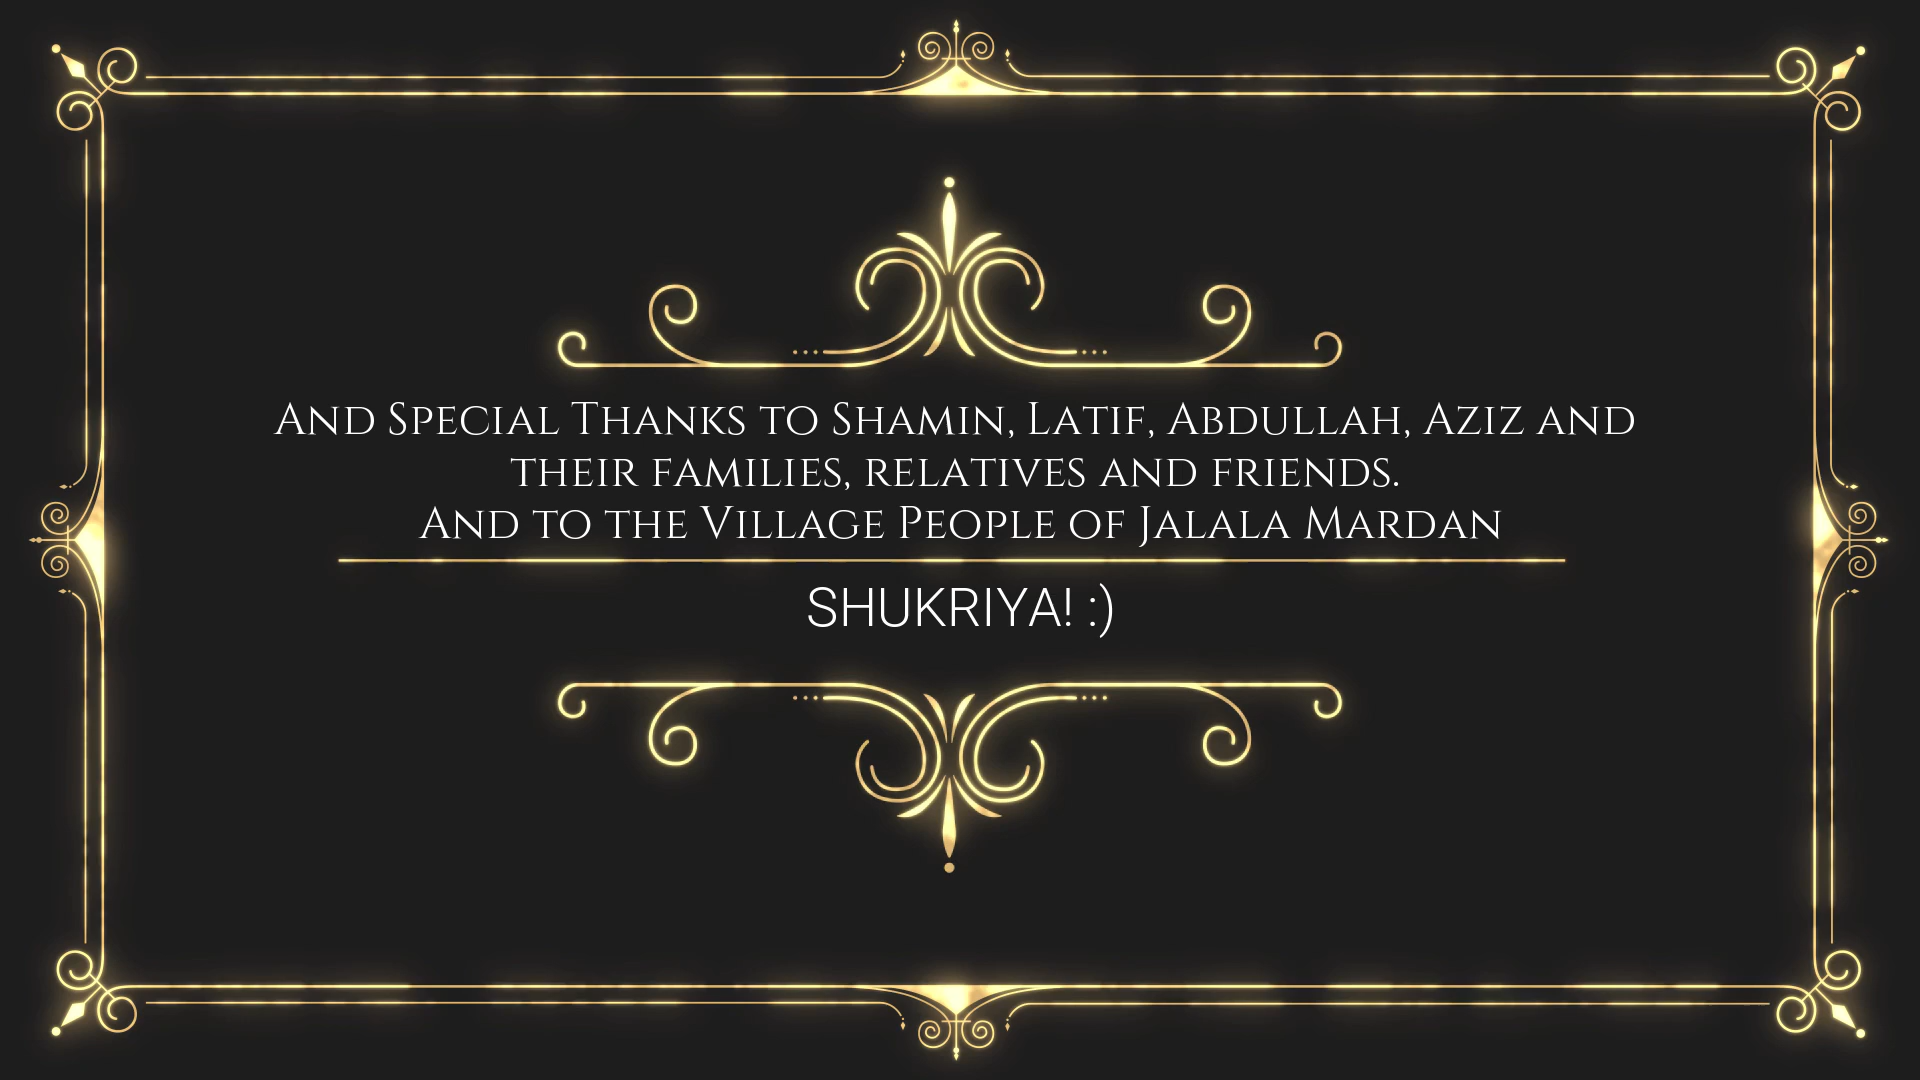 And Special Thanks to Shamin, Latif, Abdullah, Aziz and
their families, relatives and friends.
And to the Village People of Jalala Mardan
SHUKRIYA! :)